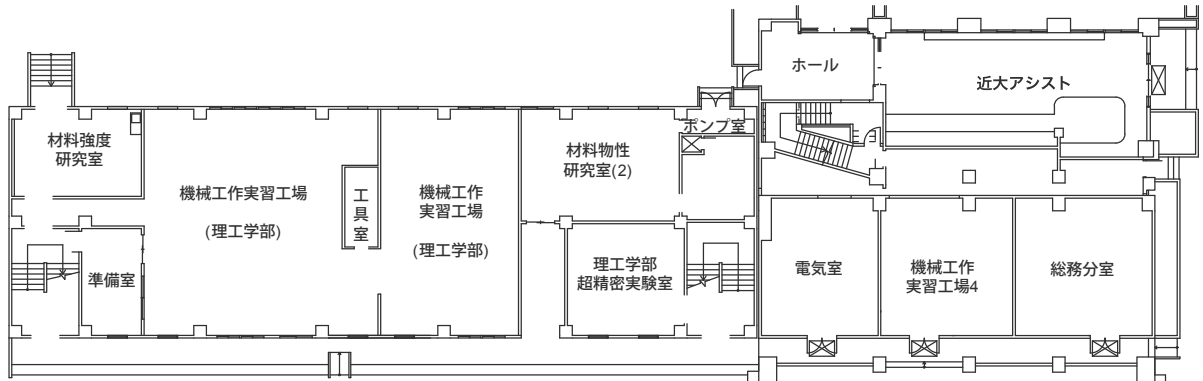 ホール
近大アシスト
ポンプ室
材料強度
研究室
機械工作実習工場
(理工学部)
工
具
室
機械工作
実習工場
(理工学部)
材料物性
研究室(2)
準備室
理工学部
超精密実験室
電気室
機械工作
実習工場4
総務分室